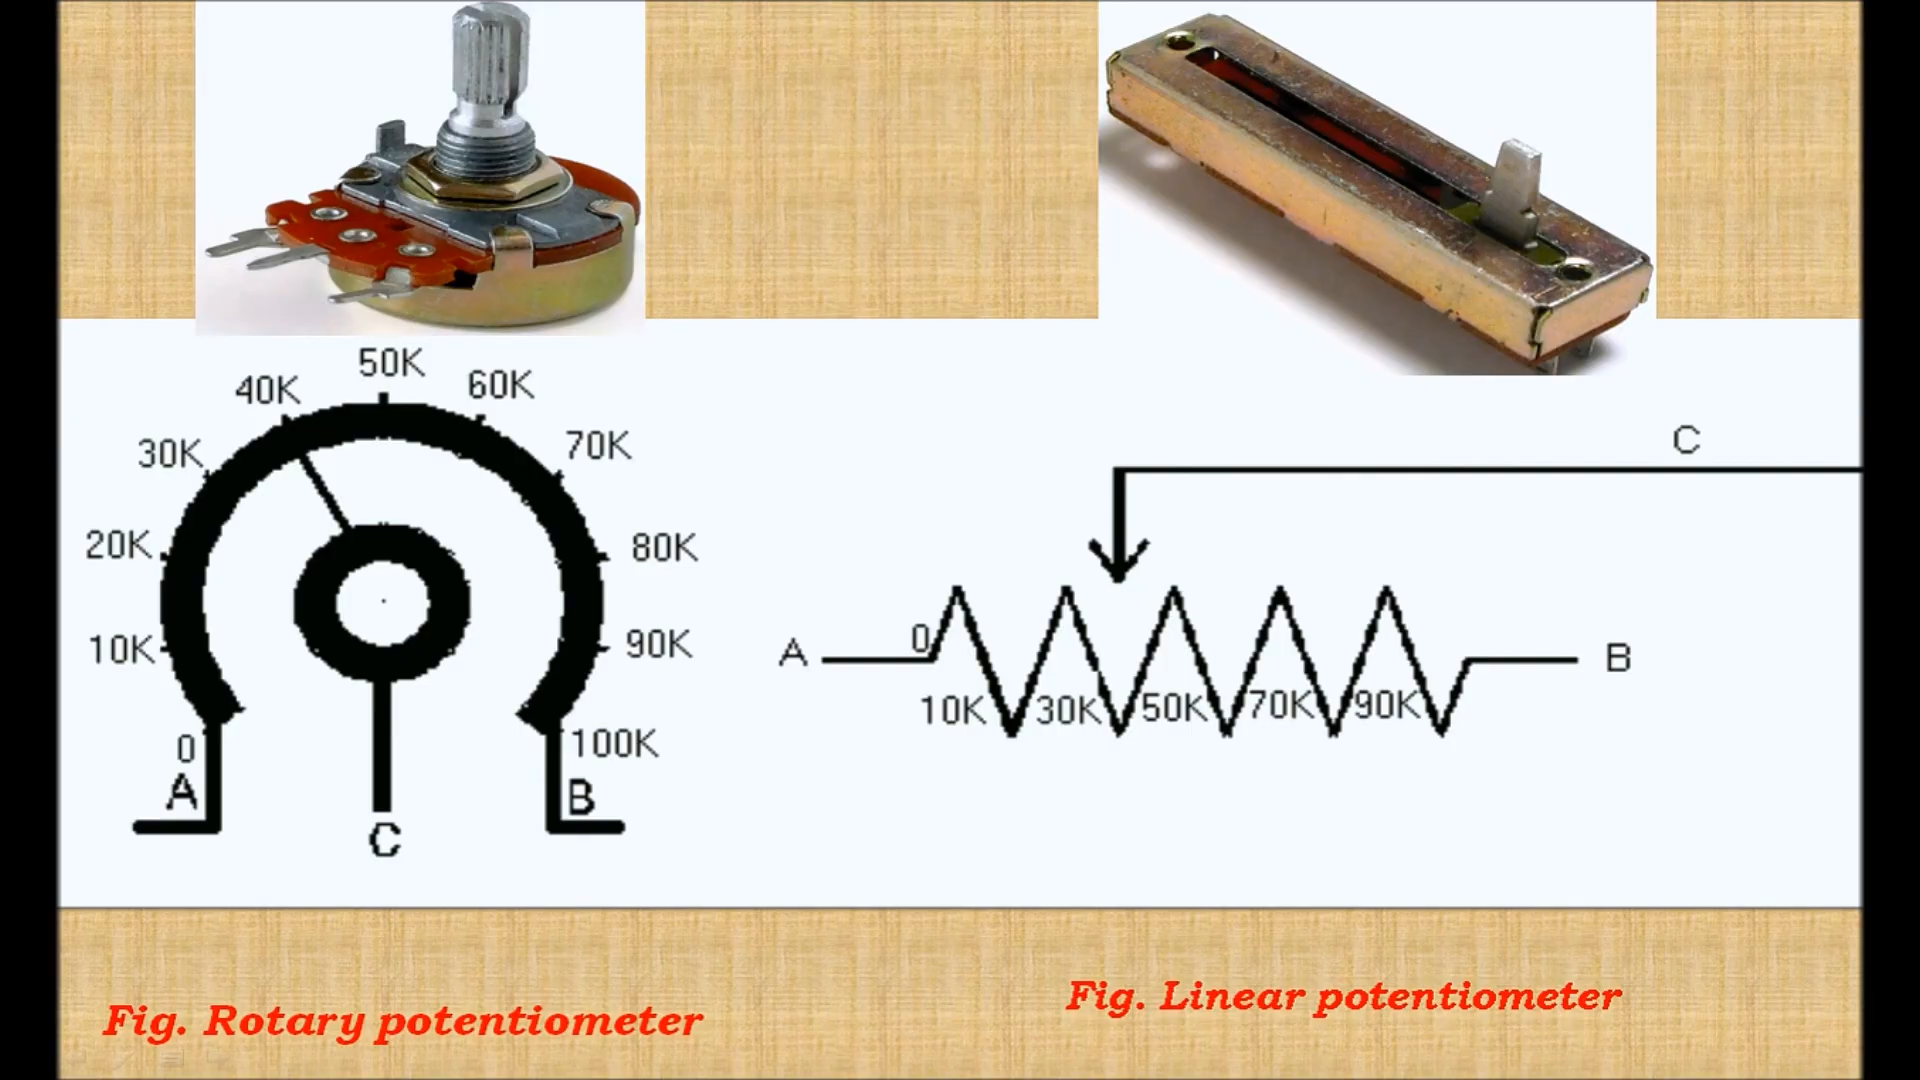 50K
40K
60K
30K
70K
20K
80K
10K
90K
0
100K
A
B
C
C
A
0
B
10K
30K
50K
70K
90K
Fig. Rotary potentiometer
Fig. Linear potentiometer